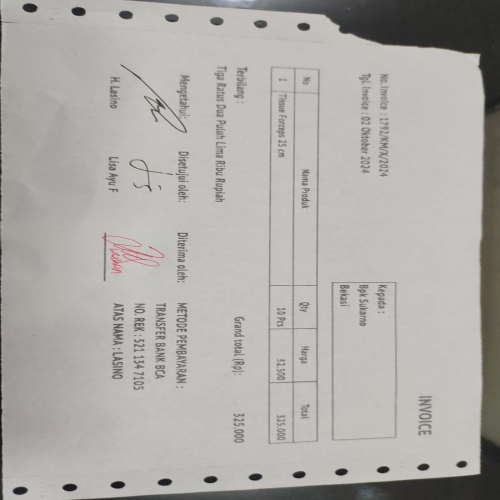 INVOICE
No. Invoice : 1792/KM/X/2024
Tgl. Invoice : 02 Oktober 2024
Kepada :
Bpk Sukarno
Bekasi
No Nama Produk Qty Harga Total
1 Tissue Forceps 25 cm 10 Pcs 32.500 325.000
Grand total (Rp): 325.000
Terbilang :
Tiga Ratus Dua Puluh Lima Ribu Rupiah
Mengetahui: Disetujui oleh: Diterima oleh:
H. Lasino Lisa Ayu F
METODE PEMBAYARAN :
TRANSFER BANK BCA
NO. REK : 521 134 7105
ATAS NAMA : LASINO